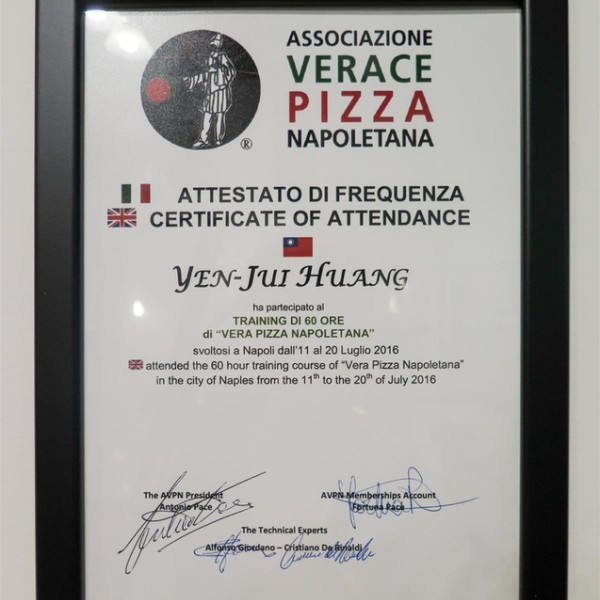 ASSOCIAZIONE
VERACE
PIZZA
NAPOLETANA
®
ATTESTATO DI FREQUENZA
CERTIFICATE OF ATTENDANCE
YEN-JUI HUANG
ha partecipato al
TRAINING DI 60 ORE
di “VERA PIZZA NAPOLETANA”
svoltosi a Napoli dall’11 al 20 Luglio 2016
attended the 60 hour training course of “Vera Pizza Napoletana”
in the city of Naples from the 11th to the 20th of July 2016
The AVPN President
Antonio Pace
AVPN Memberships Account
Fortuna Pace
The Technical Experts
Alfonso Giordano – Cristiano De Rinaldi